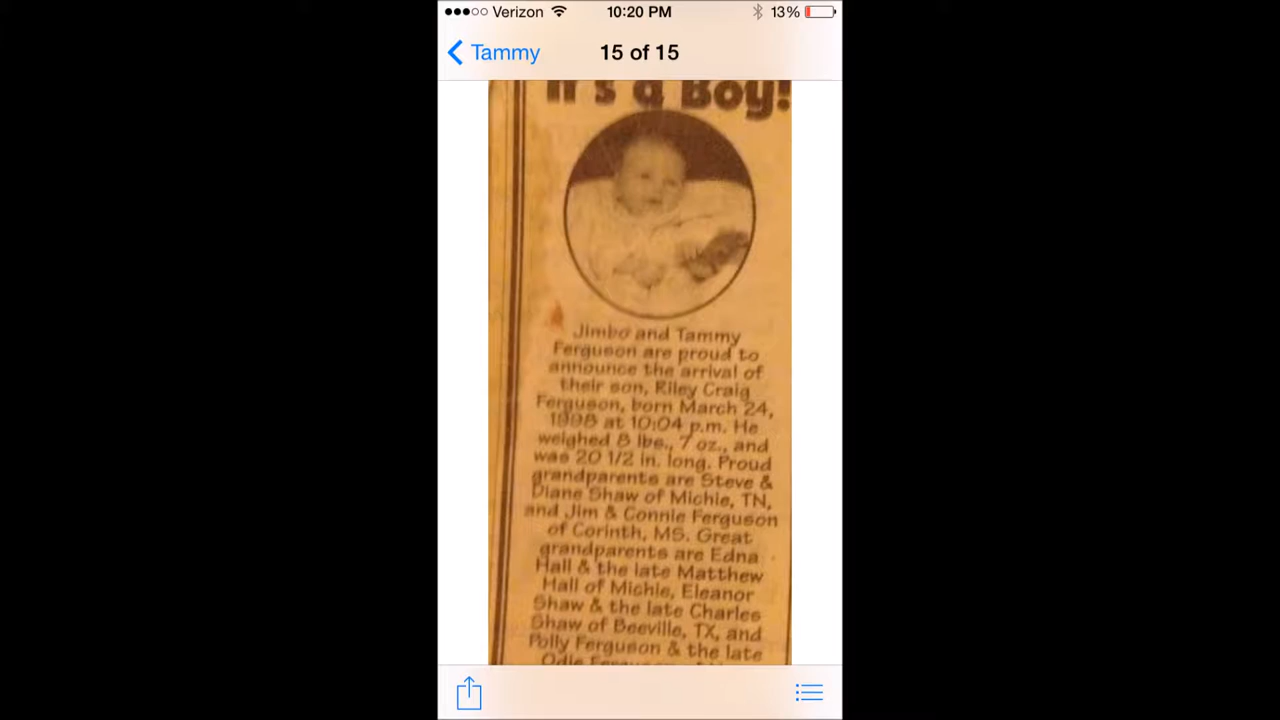 Verizon 10:20 PM 13%
Tammy 15 of 15
It's a Boy!
Jimbo and Tammy
Ferguson are proud to
announce the arrival of
their son, Riley Craig
Ferguson, born March 24,
1998 at 10:04 p.m. He
weighed 8 lbs., 7 oz., and
was 20 1/2 in. long. Proud
grandparents are Steve &
Diane Shaw of Michie, TN,
and Jim & Connie Ferguson
of Corinth, MS. Great
grandparents are Edna
Hall & the late Matthew
Hall of Michie, Eleanor
Shaw & the late Charles
Shaw of Beeville, TX, and
Polly Ferguson & the late
Odie